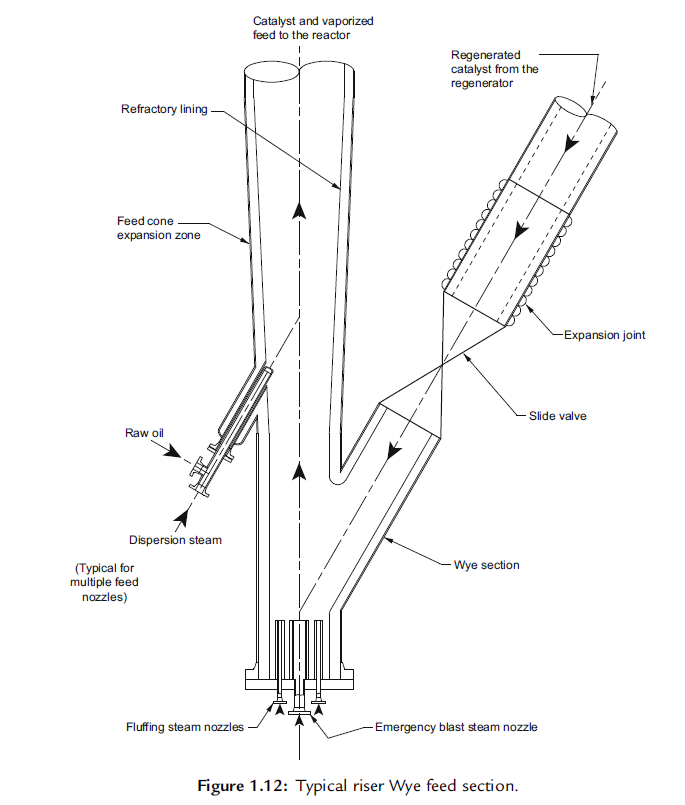 Catalyst and vaporized
feed to the reactor
Regenerated
catalyst from the
regenerator
Refractory lining
Feed cone
expansion zone
Expansion joint
Slide valve
Raw oil
Dispersion steam
(Typical for
multiple feed
nozzles)
Wye section
Fluffing steam nozzles
Emergency blast steam nozzle
Figure 1.12: Typical riser Wye feed section.